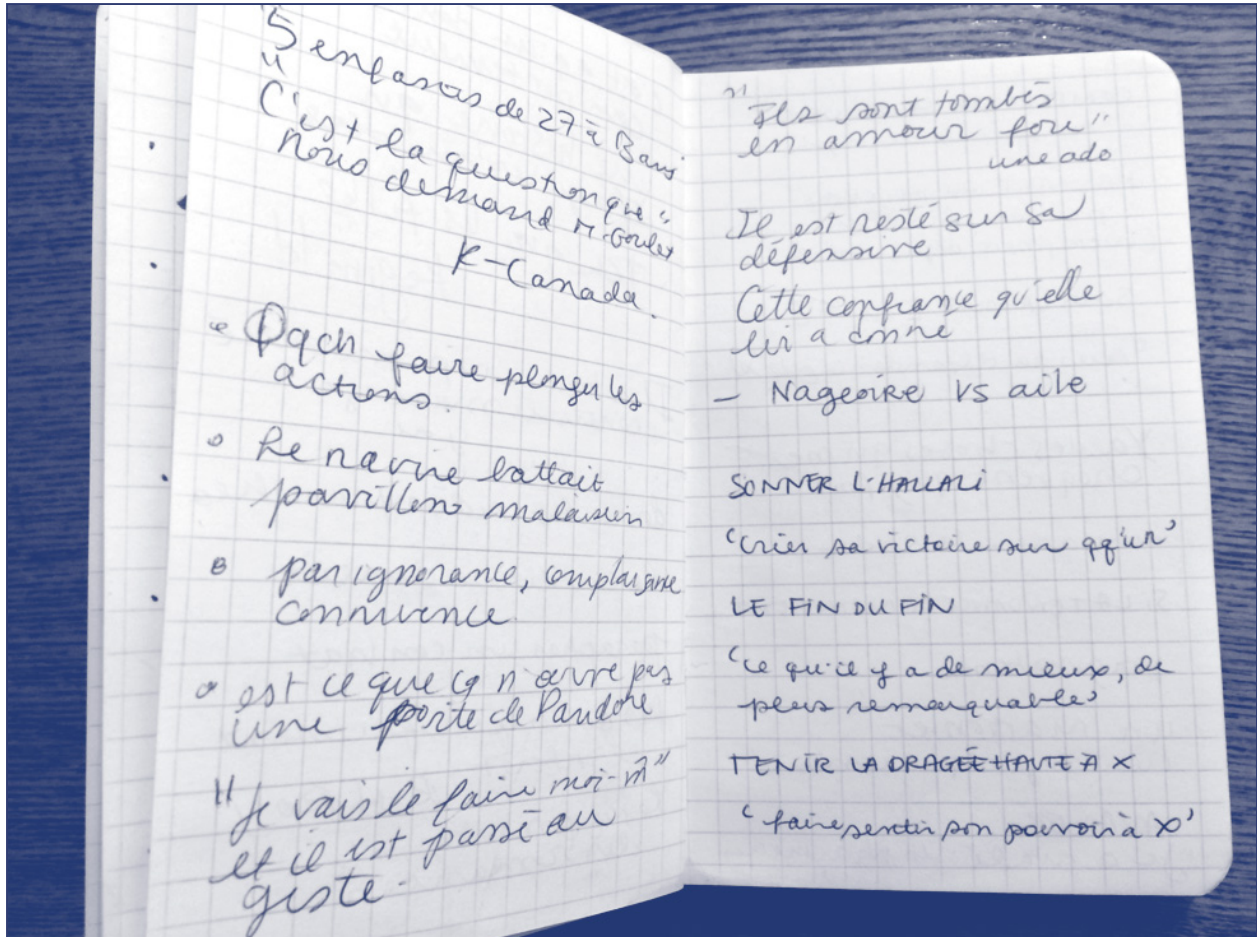 "5 enfants de 27 à
"C'est la question que"
nous demand M. Goulet
K-Canada.
Qqch faire plonger les
actions.
Le navire battait
pavillon malaisien
par ignorance, complaisance
connivence
est ce que ça n'ouvre pas
une porte de Pandore
"Je vais le faire moi-m̂"
et il est passé au
geste.
"Ils sont tombés
en amour fou"
une ado
Il est resté sur sa
défensive
Cette confiance qu'elle
lui a donné
– Nageoire vs aile
SONNER L'HALLALI
'crier sa victoire sur qq'un'
LE FIN DU FIN
'ce qu'il y a de mieux, de
plus remarquable'
TENIR LA DRAGÉE HAUTE À X
'faire sentir son pouvoir à X'